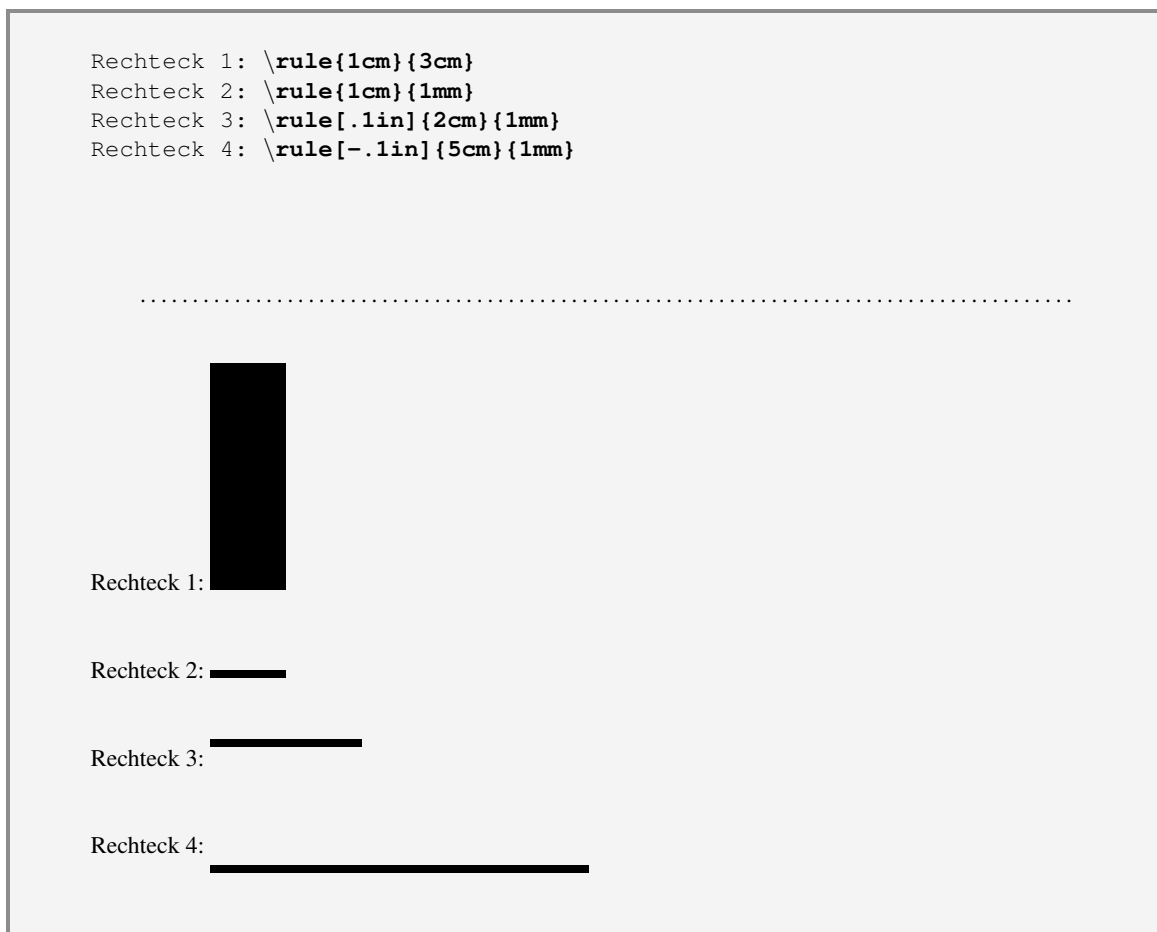 Rechteck 1: \rule{1cm}{3cm}
Rechteck 2: \rule{1cm}{1mm}
Rechteck 3: \rule[.1in]{2cm}{1mm}
Rechteck 4: \rule[-.1in]{5cm}{1mm}
Rechteck 1:
Rechteck 2:
Rechteck 3:
Rechteck 4: